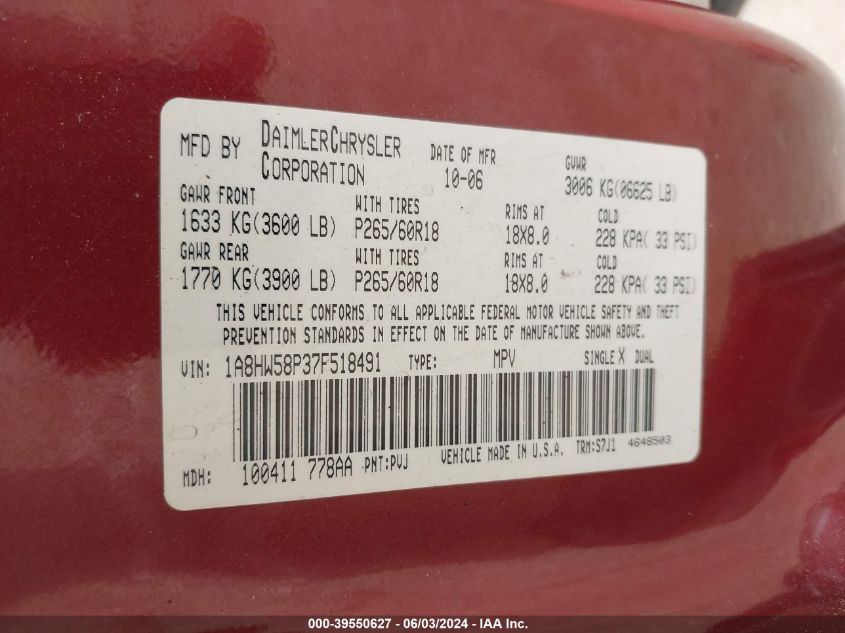 MFD BY DAIMLERCHRYSLER CORPORATION DATE OF MFR 10-06 GVWR 3006 KG(06625 LB)
GAWR FRONT WITH TIRES RIMS AT COLD
1633 KG(3600 LB) P265/60R18 18X8.0 228 KPA( 33 PSI)
GAWR REAR WITH TIRES RIMS AT COLD
1770 KG(3900 LB) P265/60R18 18X8.0 228 KPA( 33 PSI)
THIS VEHICLE CONFORMS TO ALL APPLICABLE FEDERAL MOTOR VEHICLE SAFETY AND THEFT
PREVENTION STANDARDS IN EFFECT ON THE DATE OF MANUFACTURE SHOWN ABOVE.
VIN: 1A8HW58P37F518491 TYPE: MPV SINGLE X DUAL
MDH: 100411 778AA PNT:PVJ VEHICLE MADE IN U.S.A. TRM:S7J1 4648503
000-39550627 - 06/03/2024 - IAA Inc.